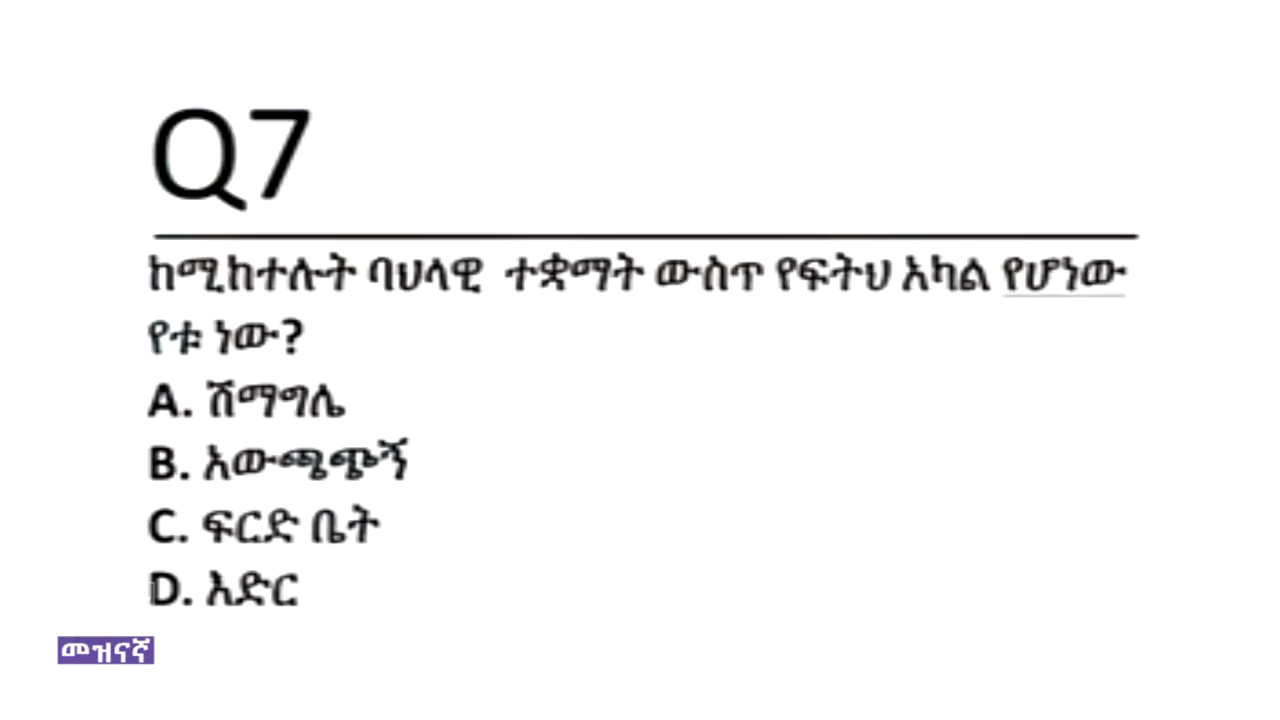 Q7
ከሚከተሉት ባህላዊ ተቋማት ውስጥ የፍትህ አካል የሆነው
የቱ ነው?
A. ሽማግሌ
B. አውጫጭኝ
C. ፍርድ ቤት
D. እድር
መዝናኛ